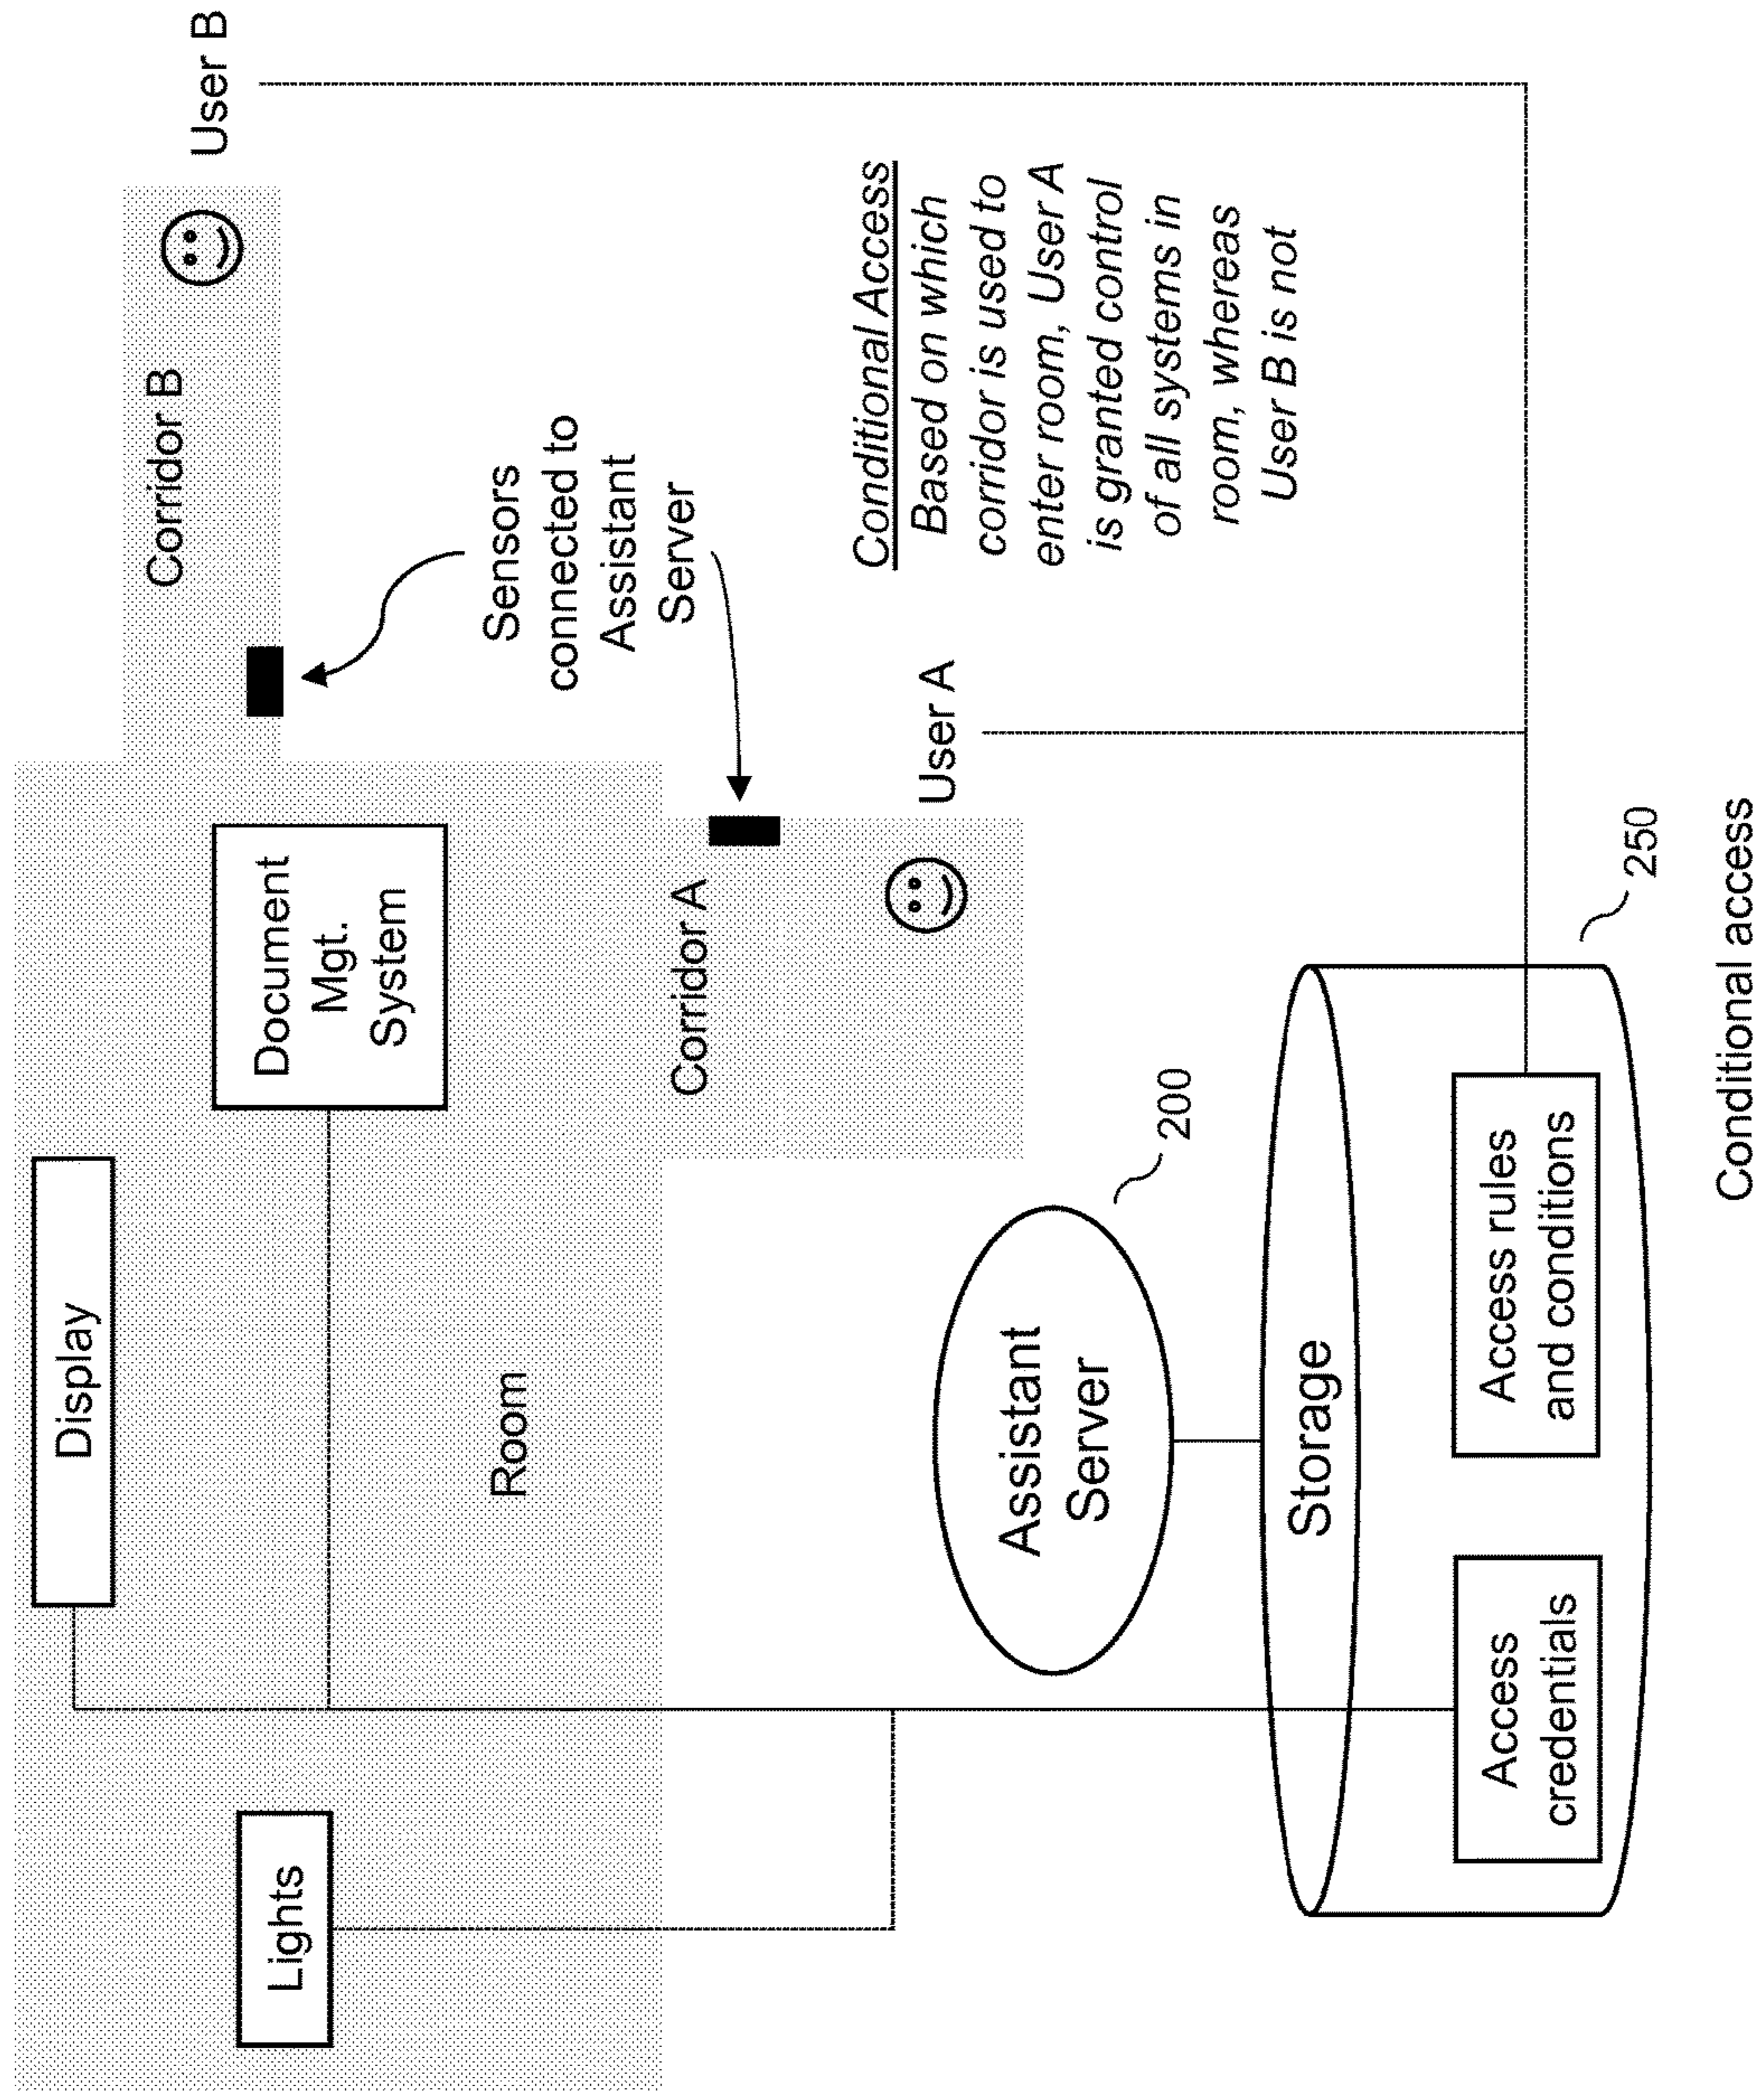 Display
Lights
Document
Mgt.
System
Room
Corridor B
User B
Sensors
connected to
Assistant
Server
Corridor A
User A
Conditional Access
Based on which
corridor is used to
enter room, User A
is granted control
of all systems in
room, whereas
User B is not
Assistant
Server
200
Storage
250
Access
credentials
Access rules
and conditions
Conditional access